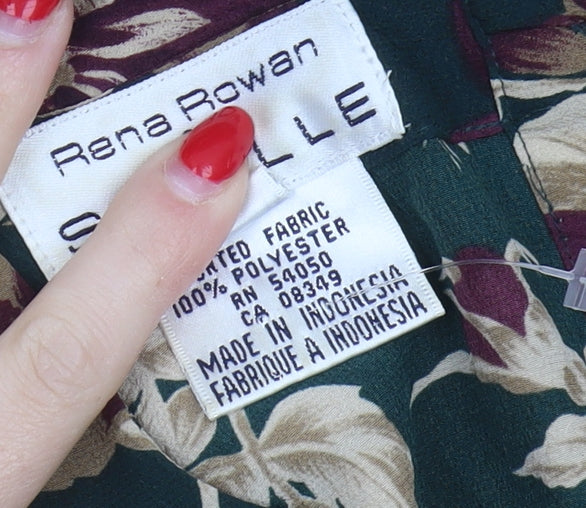 Rena Rowan
S LLE
RTED FABRIC
100% POLYESTER
RN 54050
CA 08349
MADE IN INDONESIA
FABRIQUE A INDONESIA